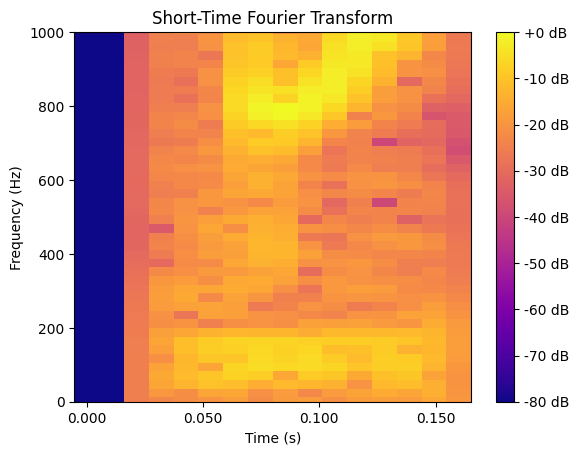 Short-Time Fourier Transform
1000
800
600
400
200
0
Frequency (Hz)
0.000
0.050
0.100
0.150
Time (s)
+0 dB
-10 dB
-20 dB
-30 dB
-40 dB
-50 dB
-60 dB
-70 dB
-80 dB